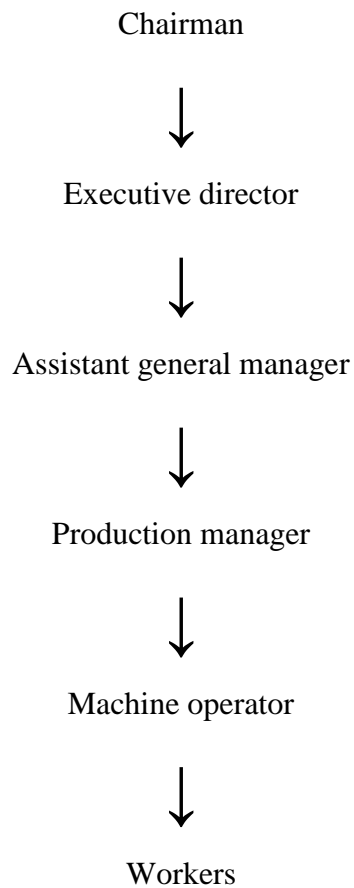 Chairman
Executive director
Assistant general manager
Production manager
Machine operator
Workers